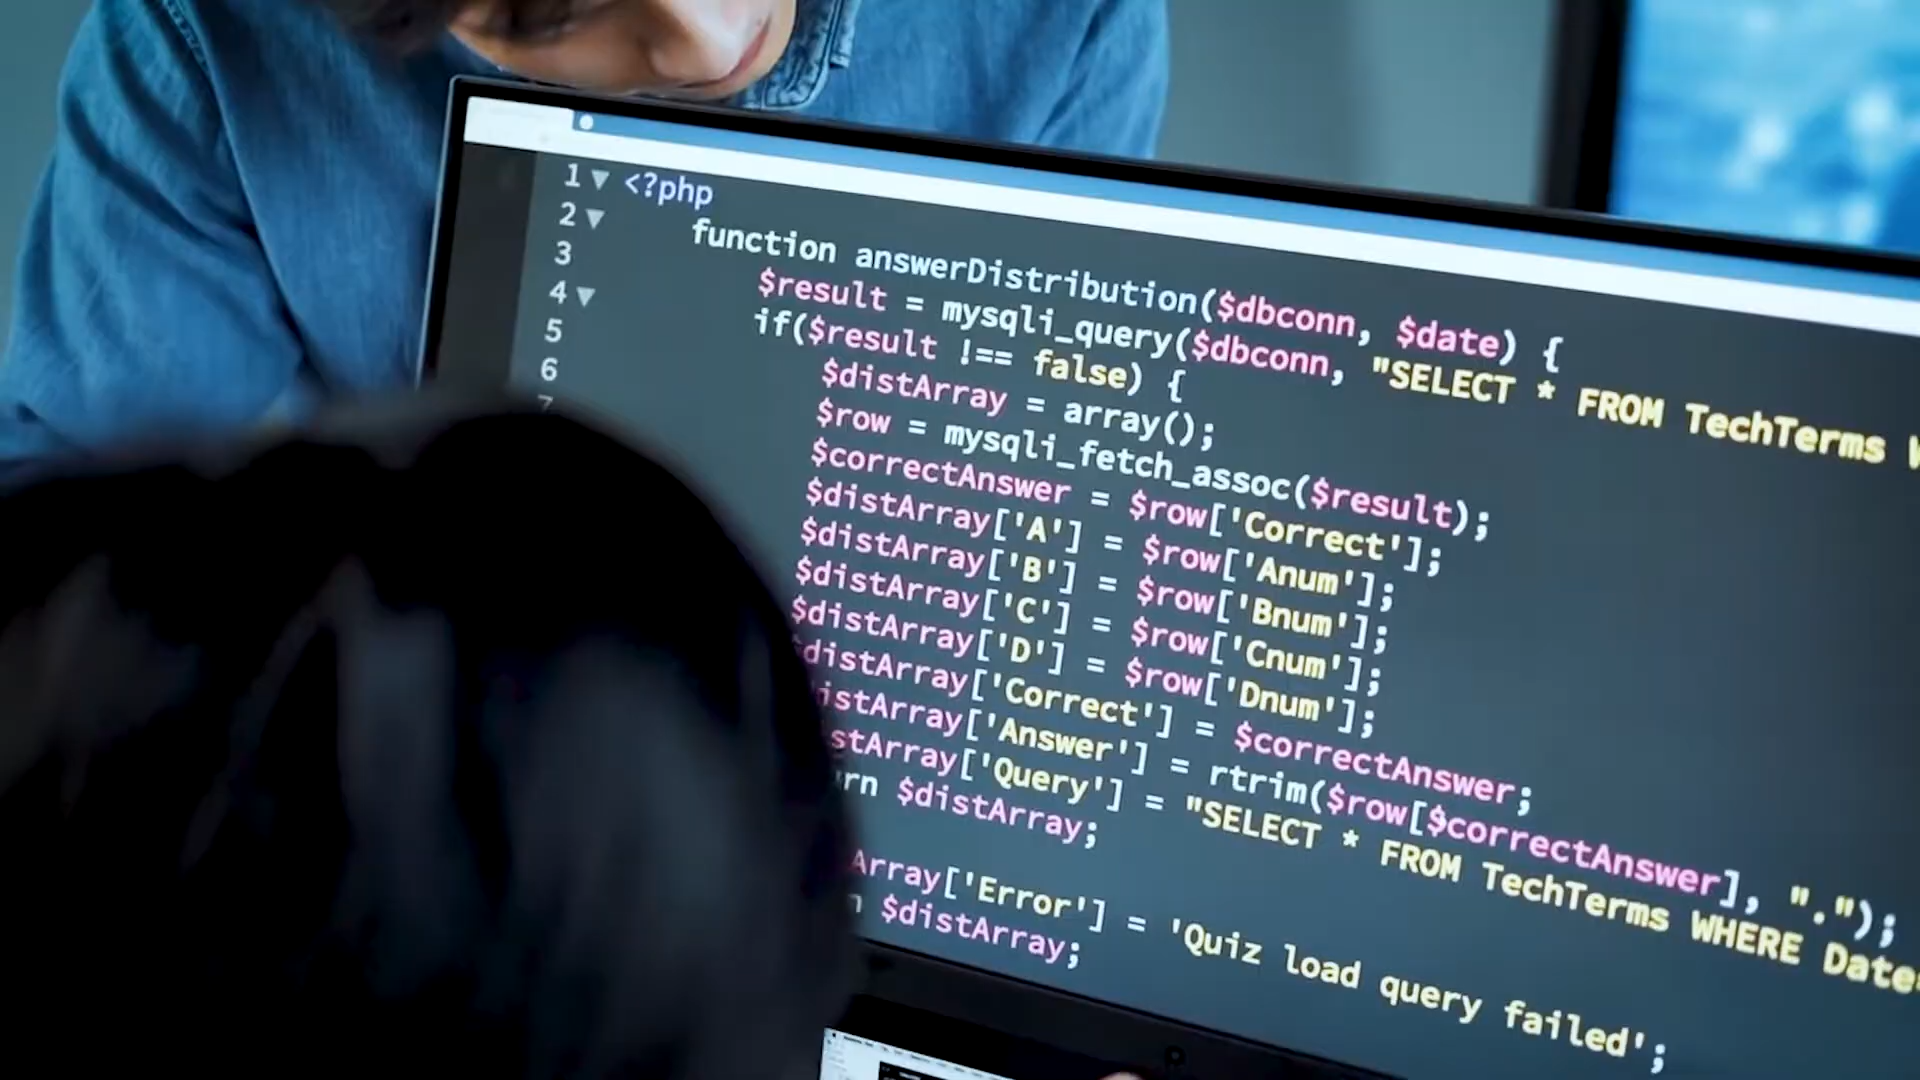 1 <?php
2 function answerDistribution($dbconn, $date) {
3 $result = mysqli_query($dbconn, "SELECT * FROM TechTerms
4 if($result !== false) {
5 $distArray = array();
6 $row = mysqli_fetch_assoc($result);
7 $correctAnswer = $row['Correct'];
$distArray['A'] = $row['Anum'];
$distArray['B'] = $row['Bnum'];
$distArray['C'] = $row['Cnum'];
$distArray['D'] = $row['Dnum'];
distArray['Correct'] = $correctAnswer;
istArray['Answer'] = rtrim($row[$correctAnswer], ".");
stArray['Query'] = "SELECT * FROM TechTerms WHERE Date
rn $distArray;
Array['Error'] = 'Quiz load query failed';
n $distArray;